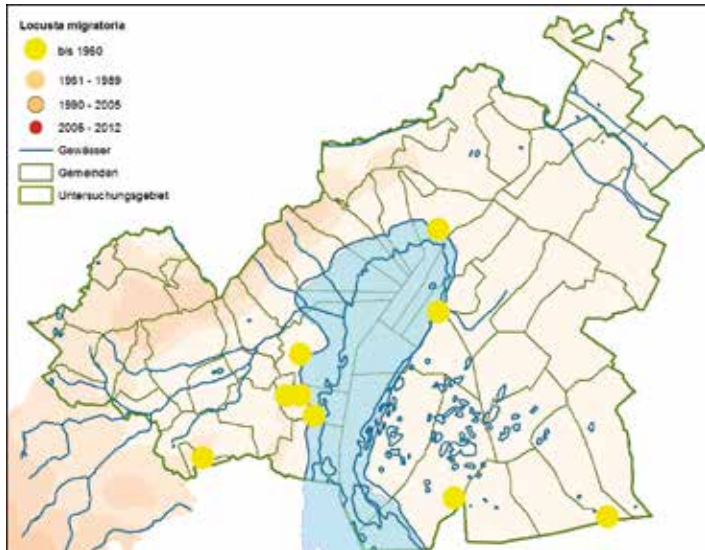 Locusta migratoria
bis 1960
1961 - 1989
1990 - 2005
2006 - 2012
Gewässer
Gemeinden
Untersuchungsgebiet